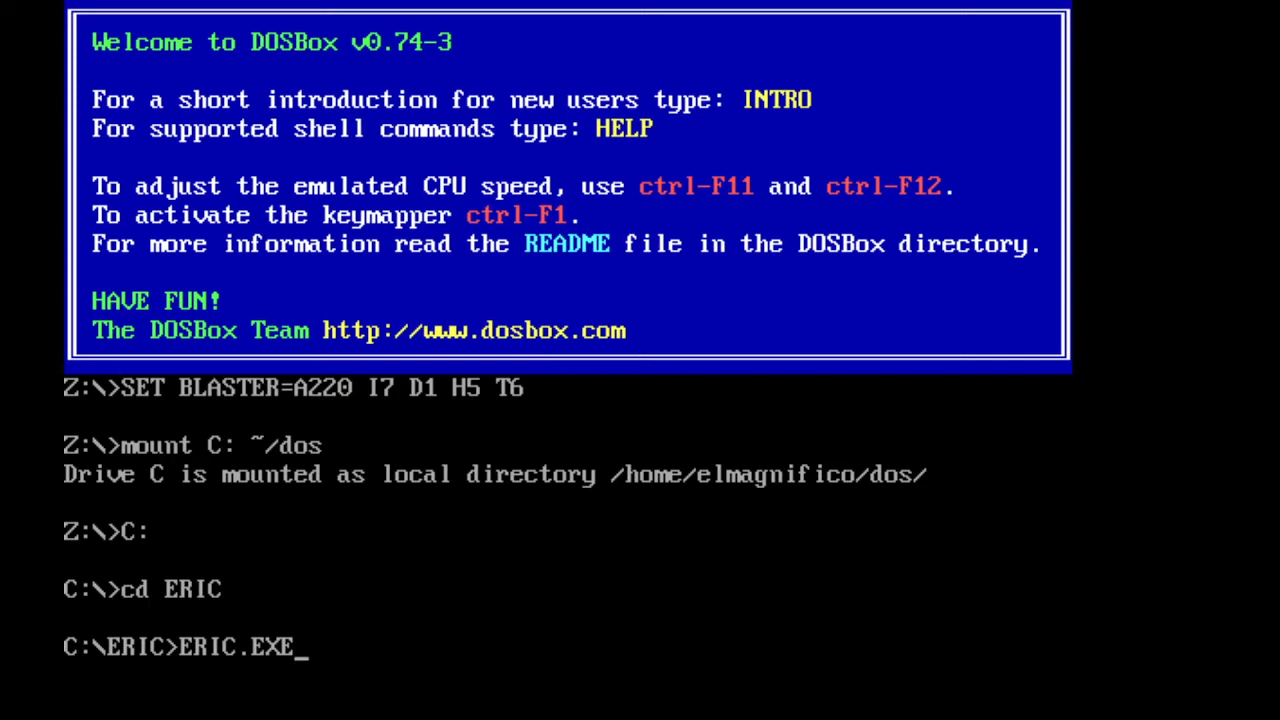 Welcome to DOSBox v0.74-3
For a short introduction for new users type: INTRO
For supported shell commands type: HELP
To adjust the emulated CPU speed, use ctrl-F11 and ctrl-F12.
To activate the keymapper ctrl-F1.
For more information read the README file in the DOSBox directory.
HAVE FUN!
The DOSBox Team http://www.dosbox.com
Z:\>SET BLASTER=A220 I7 D1 H5 T6
Z:\>mount C: ~/dos
Drive C is mounted as local directory /home/elmagnifico/dos/
Z:\>C:
C:\>cd ERIC
C:\ERIC>ERIC.EXE_